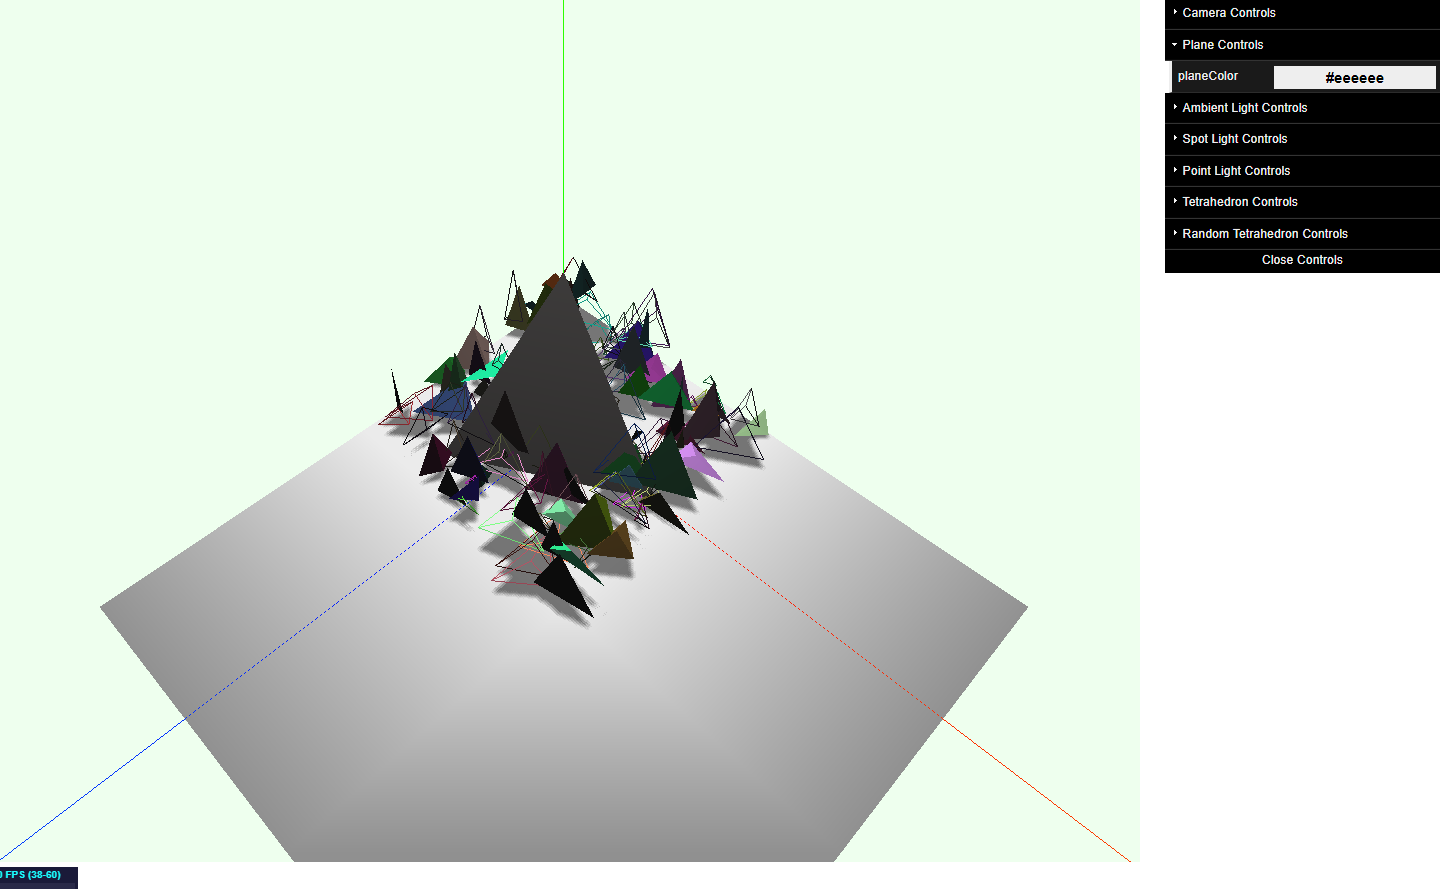 Camera Controls
Plane Controls
planeColor #eeeeee
Ambient Light Controls
Spot Light Controls
Point Light Controls
Tetrahedron Controls
Random Tetrahedron Controls
Close Controls
FPS (38-60)